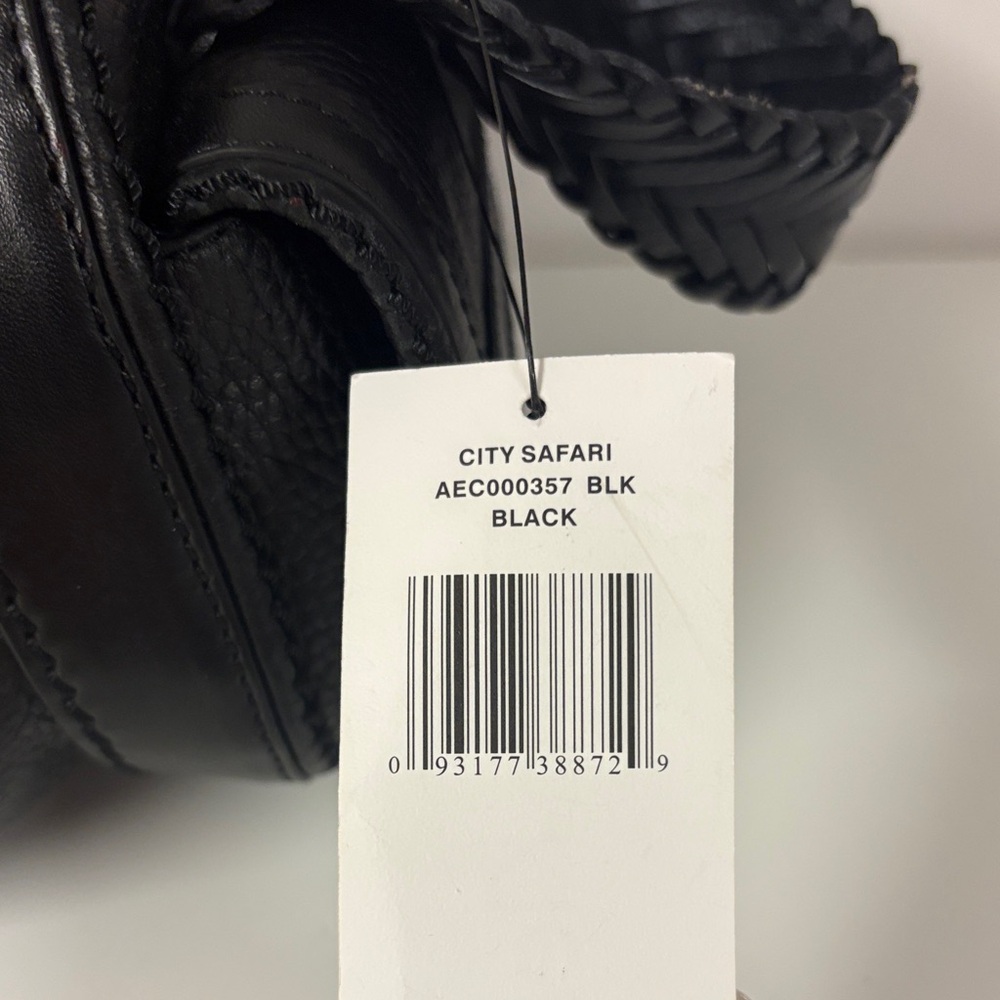 CITY SAFARI
AEC000357 BLK
BLACK
0 93177 38872 9